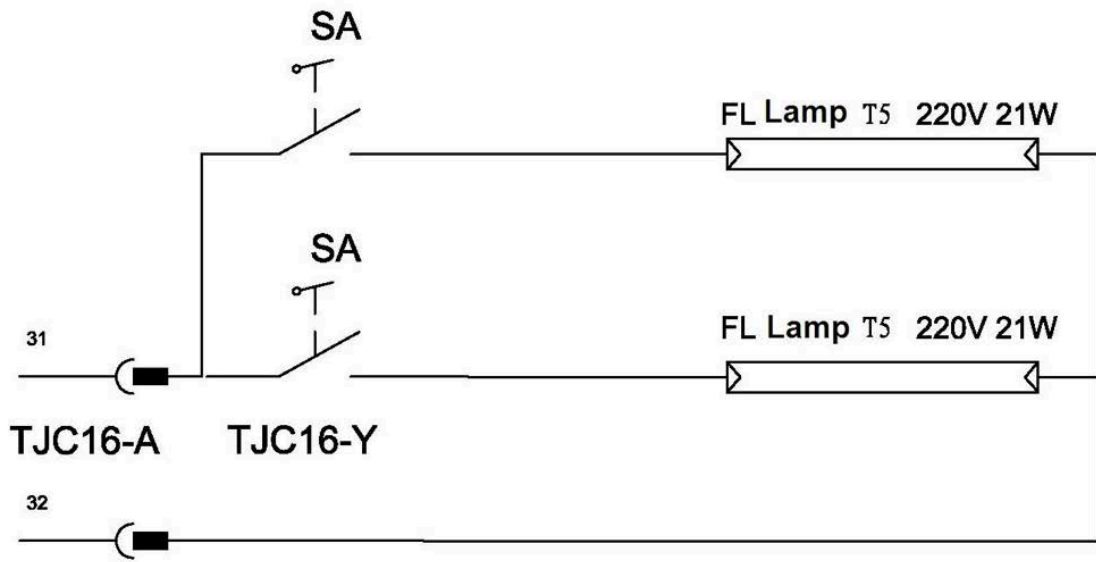 SA
FL Lamp T5 220V 21W
SA
FL Lamp T5 220V 21W
31
TJC16-A TJC16-Y
32